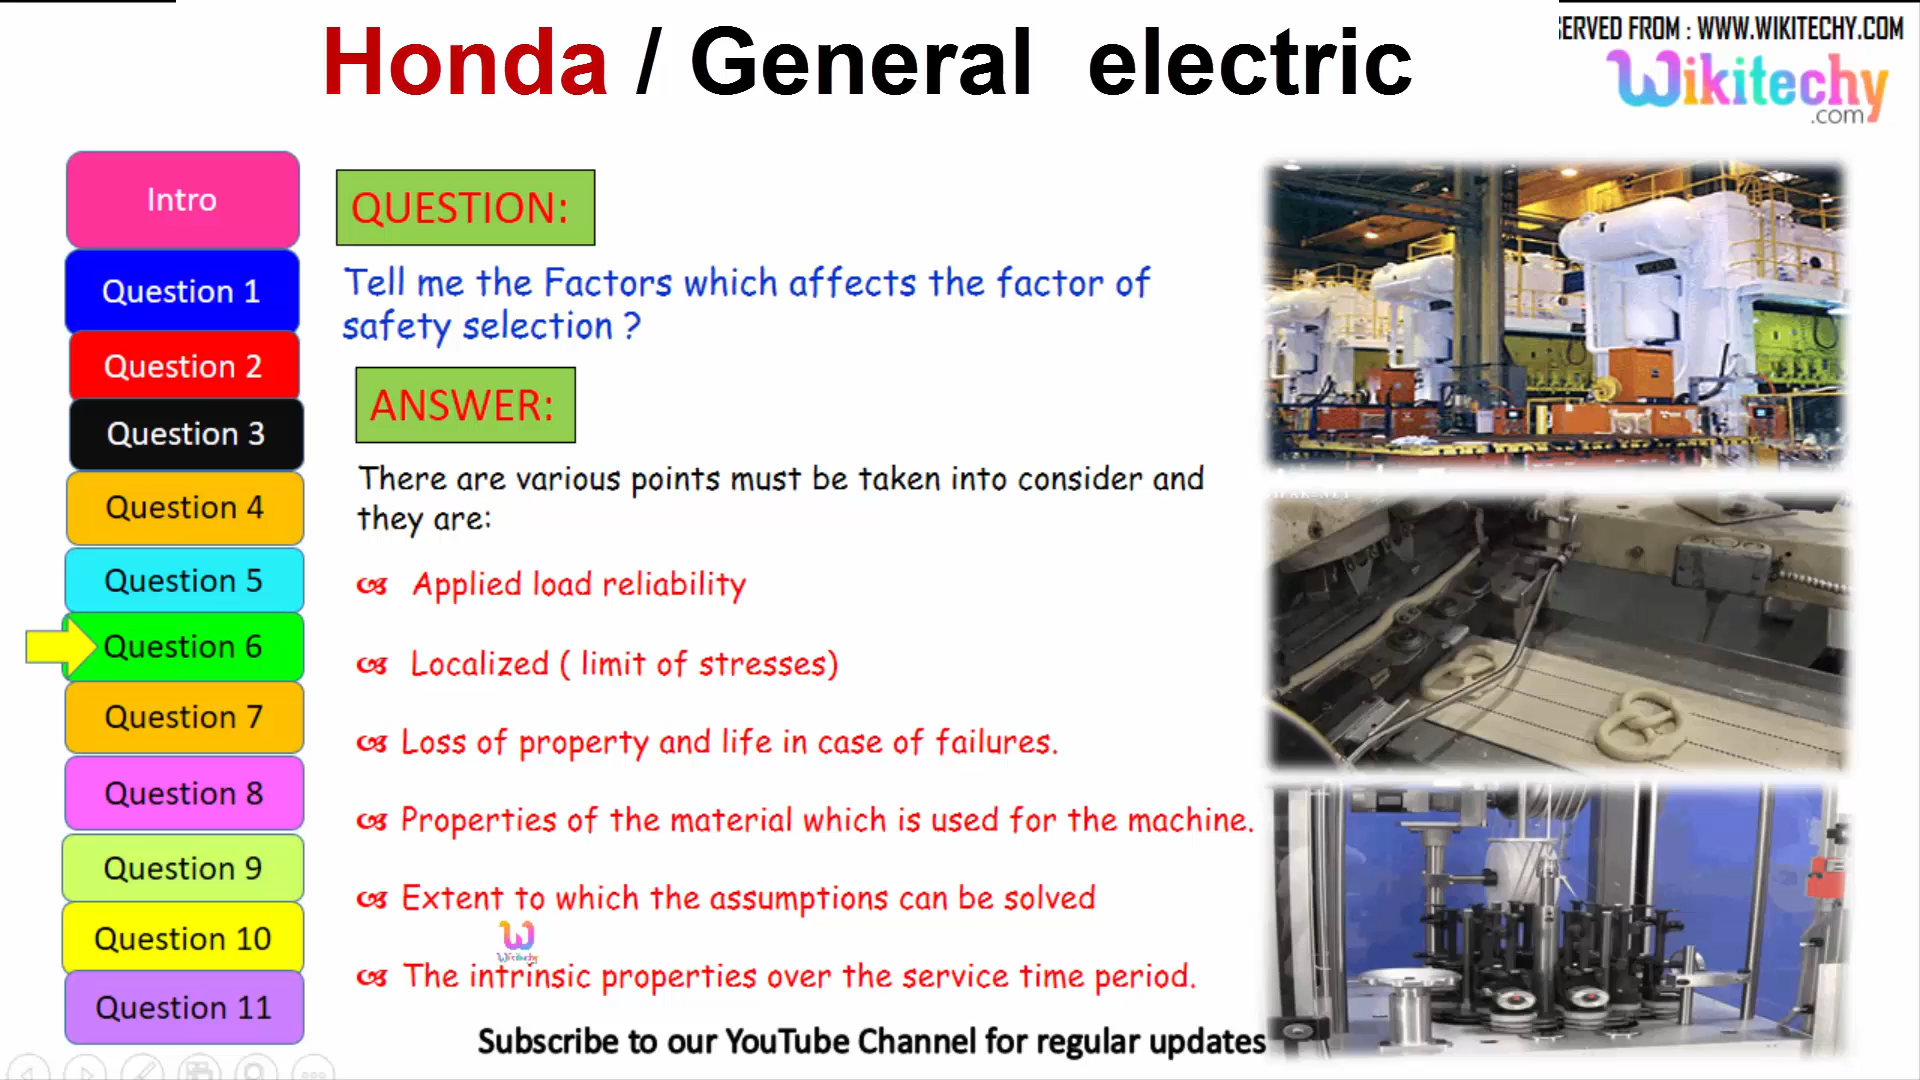 Honda / General electric
SERVED FROM : WWW.WIKITECHY.COM
Wikitechy
.com
Intro
Question 1
Question 2
Question 3
Question 4
Question 5
Question 6
Question 7
Question 8
Question 9
Question 10
Question 11
QUESTION:
Tell me the Factors which affects the factor of
safety selection ?
ANSWER:
There are various points must be taken into consider and
they are:
Applied load reliability
Localized ( limit of stresses)
Loss of property and life in case of failures.
Properties of the material which is used for the machine.
Extent to which the assumptions can be solved
Wikitechy
The intrinsic properties over the service time period.
Subscribe to our YouTube Channel for regular updates